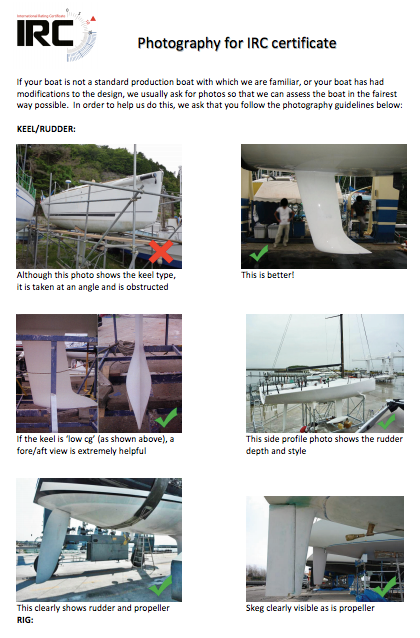 International Rating Certificate
IRC
Photography for IRC certificate
If your boat is not a standard production boat with which we are familiar, or your boat has had
modifications to the design, we usually ask for photos so that we can assess the boat in the fairest
way possible.  In order to help us do this, we ask that you follow the photography guidelines below:
KEEL/RUDDER:
Although this photo shows the keel type,
it is taken at an angle and is obstructed
This is better!
If the keel is 'low cg' (as shown above), a
fore/aft view is extremely helpful
This side profile photo shows the rudder
depth and style
This clearly shows rudder and propeller
Skeg clearly visible as is propeller
RIG: